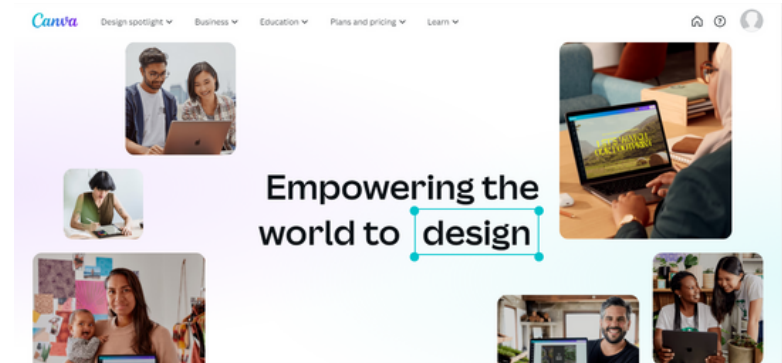 Canva Design spotlight Business Education Plans and pricing Learn
Empowering the
world to design